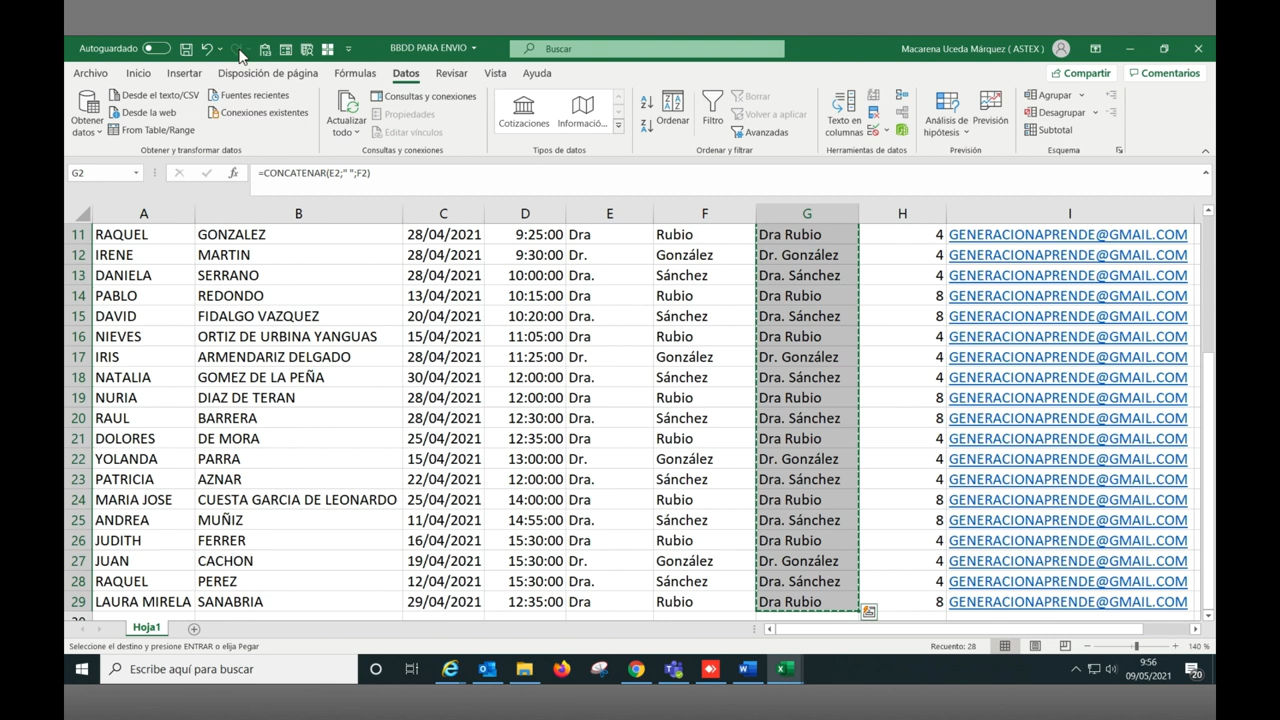 Autoguardado
BBDD PARA ENVIO
Buscar
Macarena Uceda Márquez ( ASTEX )
Archivo Inicio Insertar Disposición de página Fórmulas Datos Revisar Vista Ayuda Compartir Comentarios
Obtener datos
Desde el texto/CSV
Desde la web
From Table/Range
Fuentes recientes
Conexiones existentes
Obtener y transformar datos
Actualizar todo
Consultas y conexiones
Propiedades
Editar vínculos
Consultas y conexiones
Cotizaciones
Informació...
Tipos de datos
Ordenar
Filtro
Borrar
Volver a aplicar
Avanzadas
Ordenar y filtrar
Texto en columnas
Herramientas de datos
Análisis de hipótesis
Previsión
Previsión
Agrupar
Desagrupar
Subtotal
Esquema
G2 fx =CONCATENAR(E2;" ";F2)
A B C D E F G H I
11 RAQUEL GONZALEZ 28/04/2021 9:25:00 Dra Rubio Dra Rubio 4 GENERACIONAPRENDE@GMAIL.COM
12 IRENE MARTIN 28/04/2021 9:30:00 Dr. González Dr. González 4 GENERACIONAPRENDE@GMAIL.COM
13 DANIELA SERRANO 28/04/2021 10:00:00 Dra. Sánchez Dra. Sánchez 4 GENERACIONAPRENDE@GMAIL.COM
14 PABLO REDONDO 13/04/2021 10:15:00 Dra Rubio Dra Rubio 8 GENERACIONAPRENDE@GMAIL.COM
15 DAVID FIDALGO VAZQUEZ 20/04/2021 10:20:00 Dra. Sánchez Dra. Sánchez 8 GENERACIONAPRENDE@GMAIL.COM
16 NIEVES ORTIZ DE URBINA YANGUAS 15/04/2021 11:05:00 Dra Rubio Dra Rubio 4 GENERACIONAPRENDE@GMAIL.COM
17 IRIS ARMENDARIZ DELGADO 28/04/2021 11:25:00 Dr. González Dr. González 4 GENERACIONAPRENDE@GMAIL.COM
18 NATALIA GOMEZ DE LA PEÑA 30/04/2021 12:00:00 Dra. Sánchez Dra. Sánchez 4 GENERACIONAPRENDE@GMAIL.COM
19 NURIA DIAZ DE TERAN 28/04/2021 12:00:00 Dra Rubio Dra Rubio 8 GENERACIONAPRENDE@GMAIL.COM
20 RAUL BARRERA 28/04/2021 12:30:00 Dra. Sánchez Dra. Sánchez 8 GENERACIONAPRENDE@GMAIL.COM
21 DOLORES DE MORA 25/04/2021 12:35:00 Dra Rubio Dra Rubio 4 GENERACIONAPRENDE@GMAIL.COM
22 YOLANDA PARRA 15/04/2021 13:00:00 Dr. González Dr. González 4 GENERACIONAPRENDE@GMAIL.COM
23 PATRICIA AZNAR 22/04/2021 12:00:00 Dra. Sánchez Dra. Sánchez 8 GENERACIONAPRENDE@GMAIL.COM
24 MARIA JOSE CUESTA GARCIA DE LEONARDO 25/04/2021 14:00:00 Dra Rubio Dra Rubio 8 GENERACIONAPRENDE@GMAIL.COM
25 ANDREA MUÑIZ 11/04/2021 14:55:00 Dra. Sánchez Dra. Sánchez 8 GENERACIONAPRENDE@GMAIL.COM
26 JUDITH FERRER 16/04/2021 15:30:00 Dra Rubio Dra Rubio 8 GENERACIONAPRENDE@GMAIL.COM
27 JUAN CACHON 19/04/2021 15:30:00 Dr. González Dr. González 4 GENERACIONAPRENDE@GMAIL.COM
28 RAQUEL PEREZ 12/04/2021 15:30:00 Dra. Sánchez Dra. Sánchez 4 GENERACIONAPRENDE@GMAIL.COM
29 LAURA MIRELA SANABRIA 29/04/2021 12:35:00 Dra Rubio Dra Rubio 8 GENERACIONAPRENDE@GMAIL.COM
Hoja1
Seleccione el destino y presione ENTRAR o elija Pegar Recuento: 28 140 %
Escribe aquí para buscar
9:56
09/05/2021
20